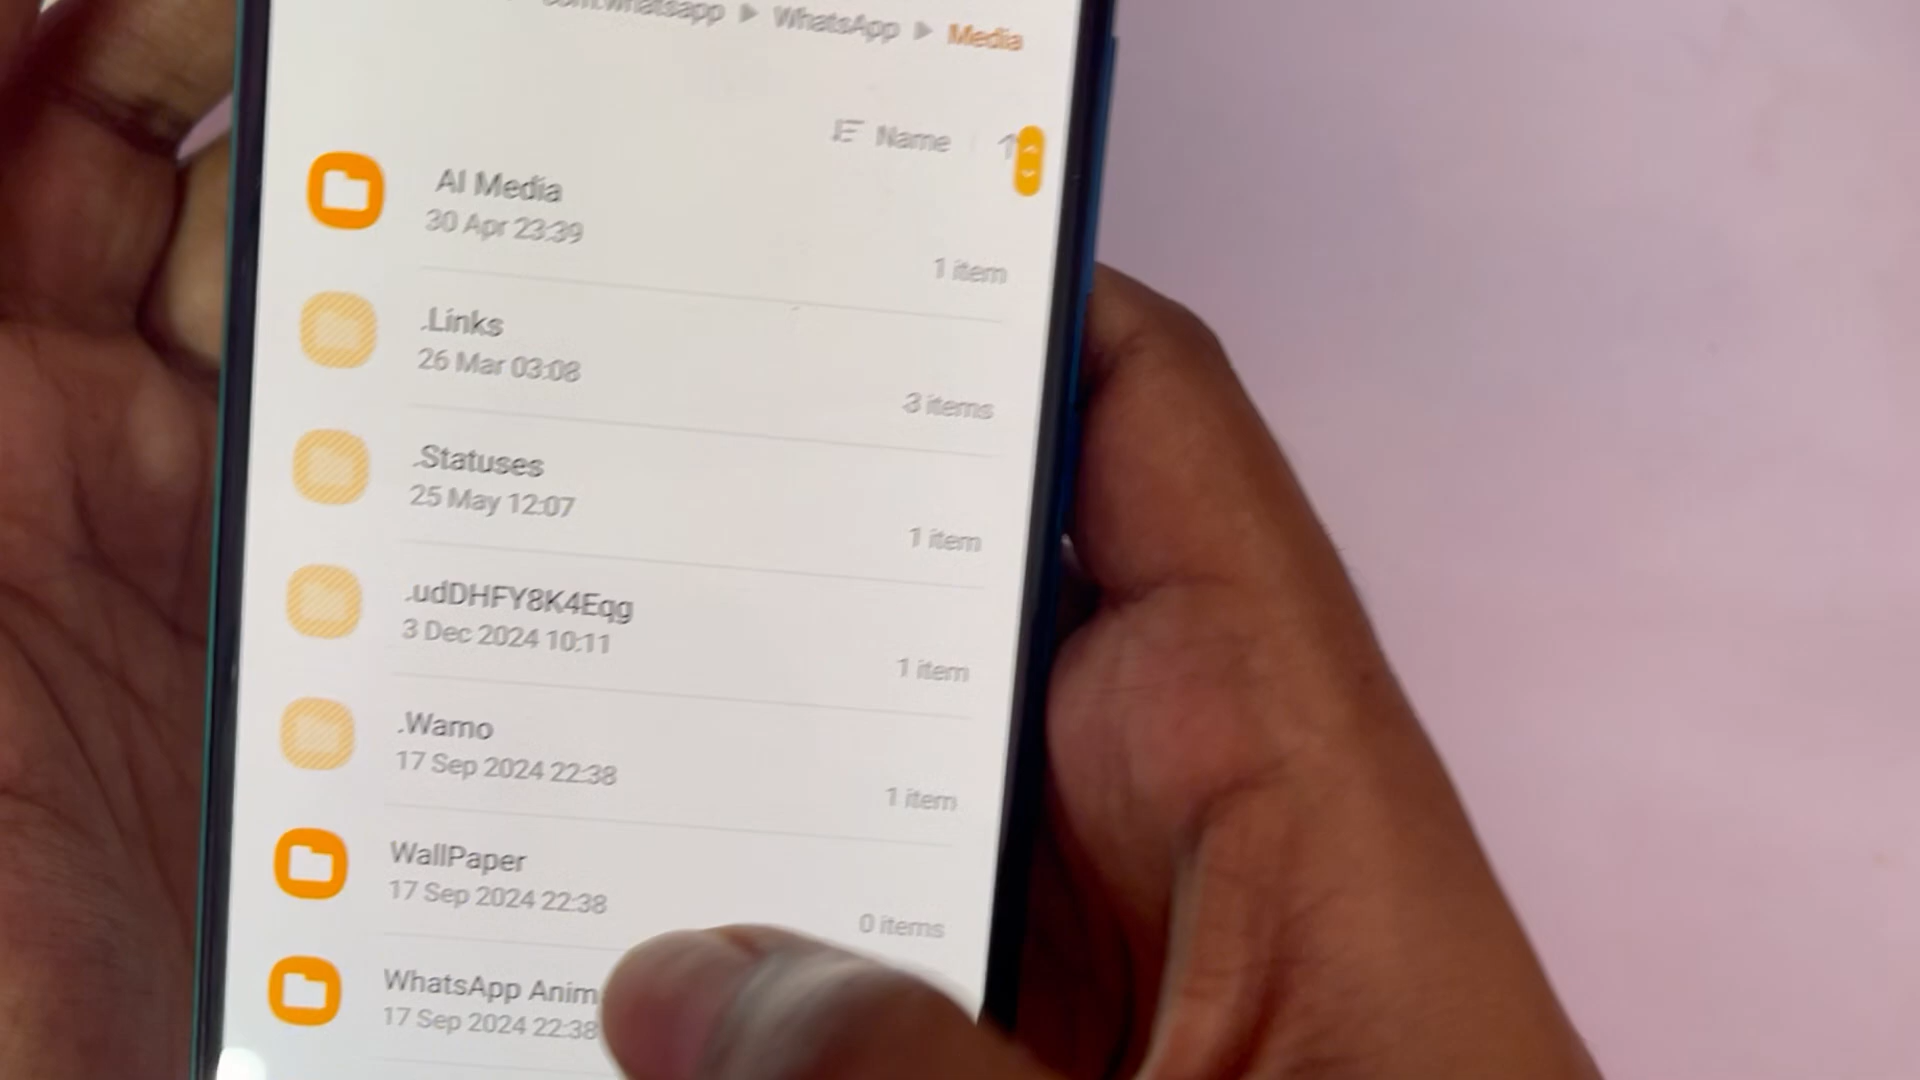 com.whatsapp ▶ WhatsApp ▶ Media
Name
AI Media
30 Apr 23:39
1 item
.Links
26 Mar 03:08
3 items
.Statuses
25 May 12:07
1 item
.udDHFY8K4Eqg
3 Dec 2024 10:11
1 item
.Wamo
17 Sep 2024 22:38
1 item
WallPaper
17 Sep 2024 22:38
0 items
WhatsApp Anim
17 Sep 2024 22:38